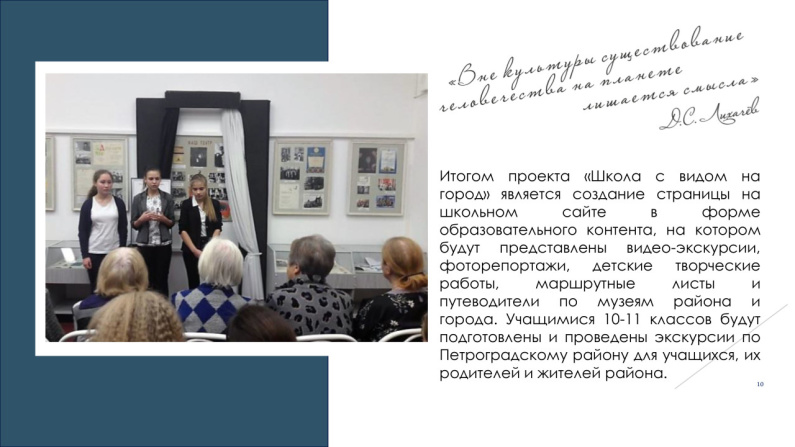 «Вне культуры существование
человечества на планете
лишается смысла»
Д.С. Лихачёв
Итогом проекта «Школа с видом на
город» является создание страницы на
школьном сайте в форме
образовательного контента, на котором
будут представлены видео-экскурсии,
фоторепортажи, детские творческие
работы, маршрутные листы и
путеводители по музеям района и
города. Учащимися 10-11 классов будут
подготовлены и проведены экскурсии по
Петроградскому району для учащихся, их
родителей и жителей района.
10